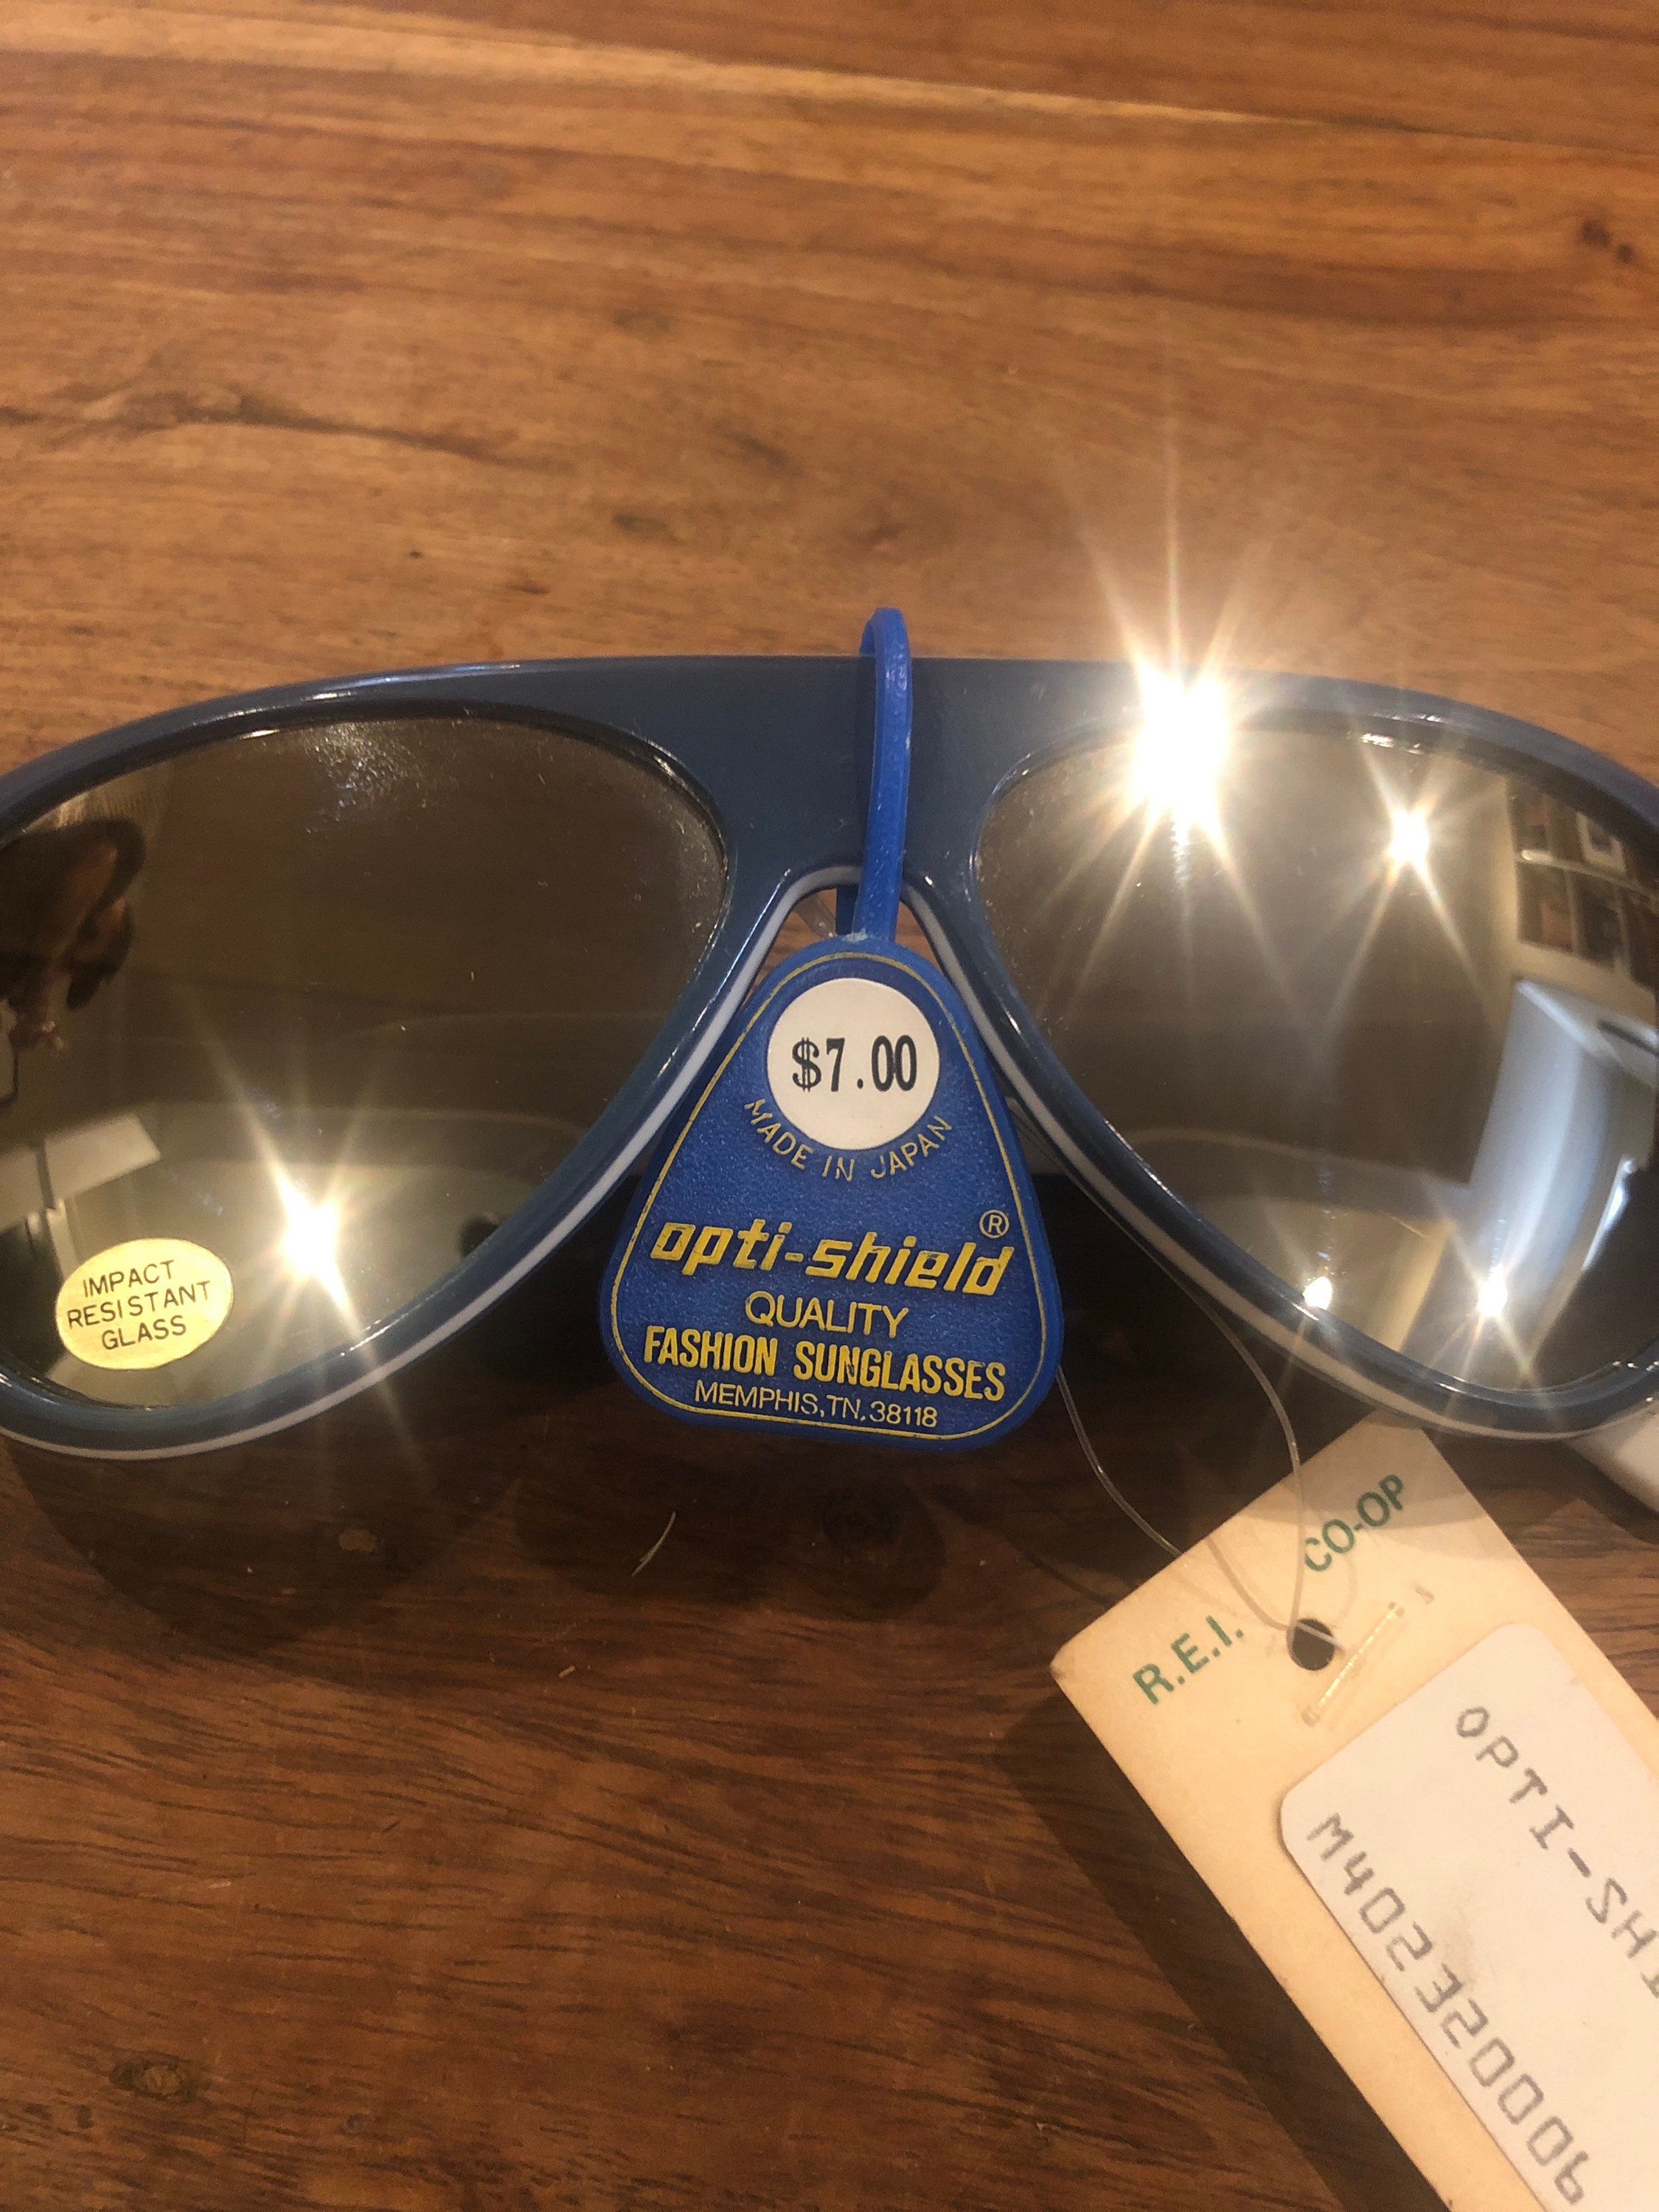 $7.00
MADE IN JAPAN
opti-shield®
QUALITY
FASHION SUNGLASSES
MEMPHIS, TN. 38118
IMPACT
RESISTANT
GLASS
R.E.I. CO-OP
OPTI-SHI
M402320006